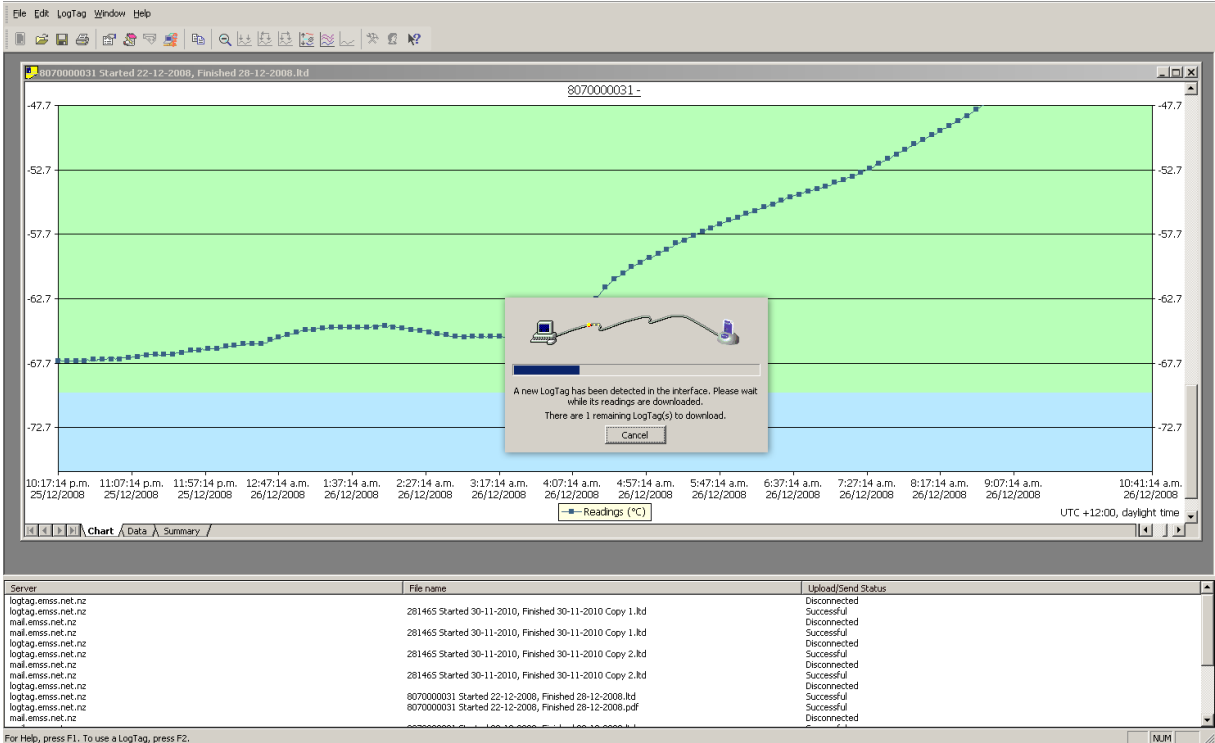 File Edit LogTag Window Help
8070000031 Started 22-12-2008, Finished 28-12-2008.ltd
8070000031 -
-47.7 -47.7
-52.7 -52.7
-57.7 -57.7
-62.7 -62.7
-67.7 -67.7
-72.7 -72.7
A new LogTag has been detected in the interface. Please wait
while its readings are downloaded.
There are 1 remaining LogTag(s) to download.
Cancel
10:17:14 p.m. 11:07:14 p.m. 11:57:14 p.m. 12:47:14 a.m. 1:37:14 a.m. 2:27:14 a.m. 3:17:14 a.m. 4:07:14 a.m. 4:57:14 a.m. 5:47:14 a.m. 6:37:14 a.m. 7:27:14 a.m. 8:17:14 a.m. 9:07:14 a.m. 10:41:14 a.m.
25/12/2008 25/12/2008 25/12/2008 26/12/2008 26/12/2008 26/12/2008 26/12/2008 26/12/2008 26/12/2008 26/12/2008 26/12/2008 26/12/2008 26/12/2008 26/12/2008 26/12/2008
Readings (°C)
UTC +12:00, daylight time
Chart Data Summary
Server File name Upload/Send Status
logtag.emss.net.nz Disconnected
logtag.emss.net.nz 281465 Started 30-11-2010, Finished 30-11-2010 Copy 1.ltd Successful
mail.emss.net.nz Disconnected
mail.emss.net.nz 281465 Started 30-11-2010, Finished 30-11-2010 Copy 1.ltd Successful
logtag.emss.net.nz Disconnected
logtag.emss.net.nz 281465 Started 30-11-2010, Finished 30-11-2010 Copy 2.ltd Successful
mail.emss.net.nz Disconnected
mail.emss.net.nz 281465 Started 30-11-2010, Finished 30-11-2010 Copy 2.ltd Successful
logtag.emss.net.nz Disconnected
logtag.emss.net.nz 8070000031 Started 22-12-2008, Finished 28-12-2008.ltd Successful
logtag.emss.net.nz 8070000031 Started 22-12-2008, Finished 28-12-2008.pdf Successful
mail.emss.net.nz Disconnected
For Help, press F1. To use a LogTag, press F2.
NUM